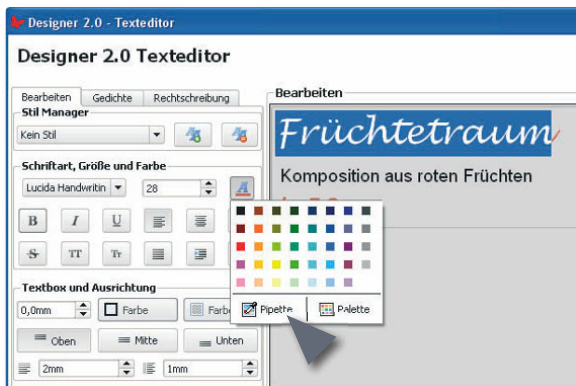 Designer 2.0 - Texteditor
Designer 2.0 Texteditor
Bearbeiten Gedichte Rechtschreibung
Stil Manager
Kein Stil
Schriftart, Größe und Farbe
Lucida Handwritin 28 A
B I U
S TT Tr
Textbox und Ausrichtung
0,0mm Farbe Farb
Oben Mitte Unten
2mm 1mm
Pipette Palette
Bearbeiten
Früchtetraum
Komposition aus roten Früchten